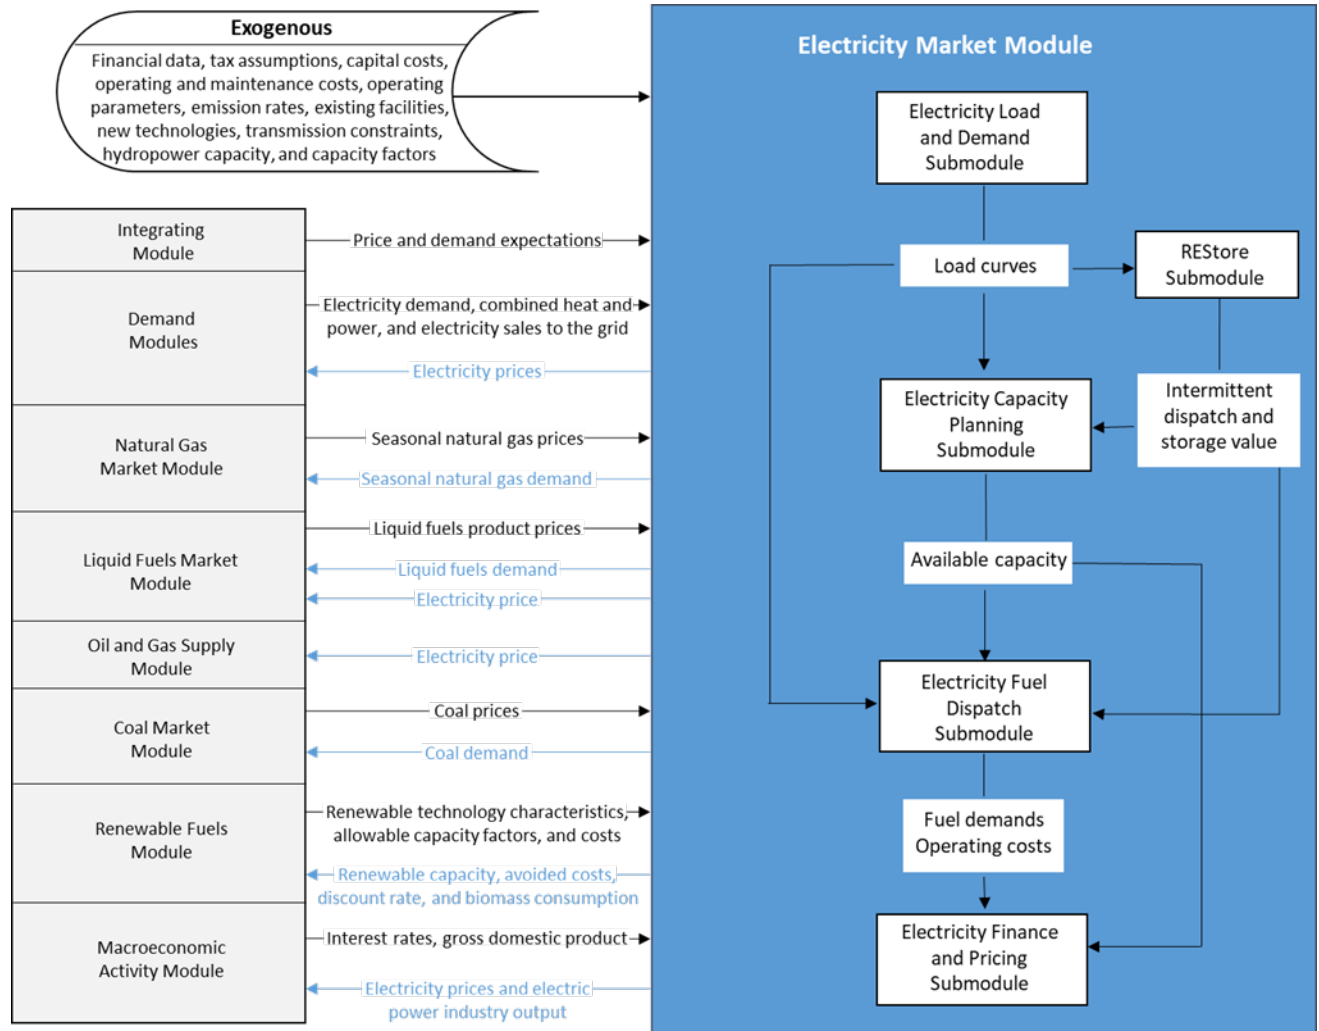 Exogenous
Financial data, tax assumptions, capital costs,
operating and maintenance costs, operating
parameters, emission rates, existing facilities,
new technologies, transmission constraints,
hydropower capacity, and capacity factors
Integrating
Module
Price and demand expectations
Demand
Modules
Electricity demand, combined heat and
power, and electricity sales to the grid
Electricity prices
Natural Gas
Market Module
Seasonal natural gas prices
Seasonal natural gas demand
Liquid Fuels Market
Module
Liquid fuels product prices
Liquid fuels demand
Electricity price
Oil and Gas Supply
Module
Electricity price
Coal Market
Module
Coal prices
Coal demand
Renewable Fuels
Module
Renewable technology characteristics,
allowable capacity factors, and costs
Renewable capacity, avoided costs,
discount rate, and biomass consumption
Macroeconomic
Activity Module
Interest rates, gross domestic product
Electricity prices and electric
power industry output
Electricity Market Module
Electricity Load
and Demand
Submodule
Load curves
REStore
Submodule
Electricity Capacity
Planning
Submodule
Intermittent
dispatch and
storage value
Available capacity
Electricity Fuel
Dispatch
Submodule
Fuel demands
Operating costs
Electricity Finance
and Pricing
Submodule